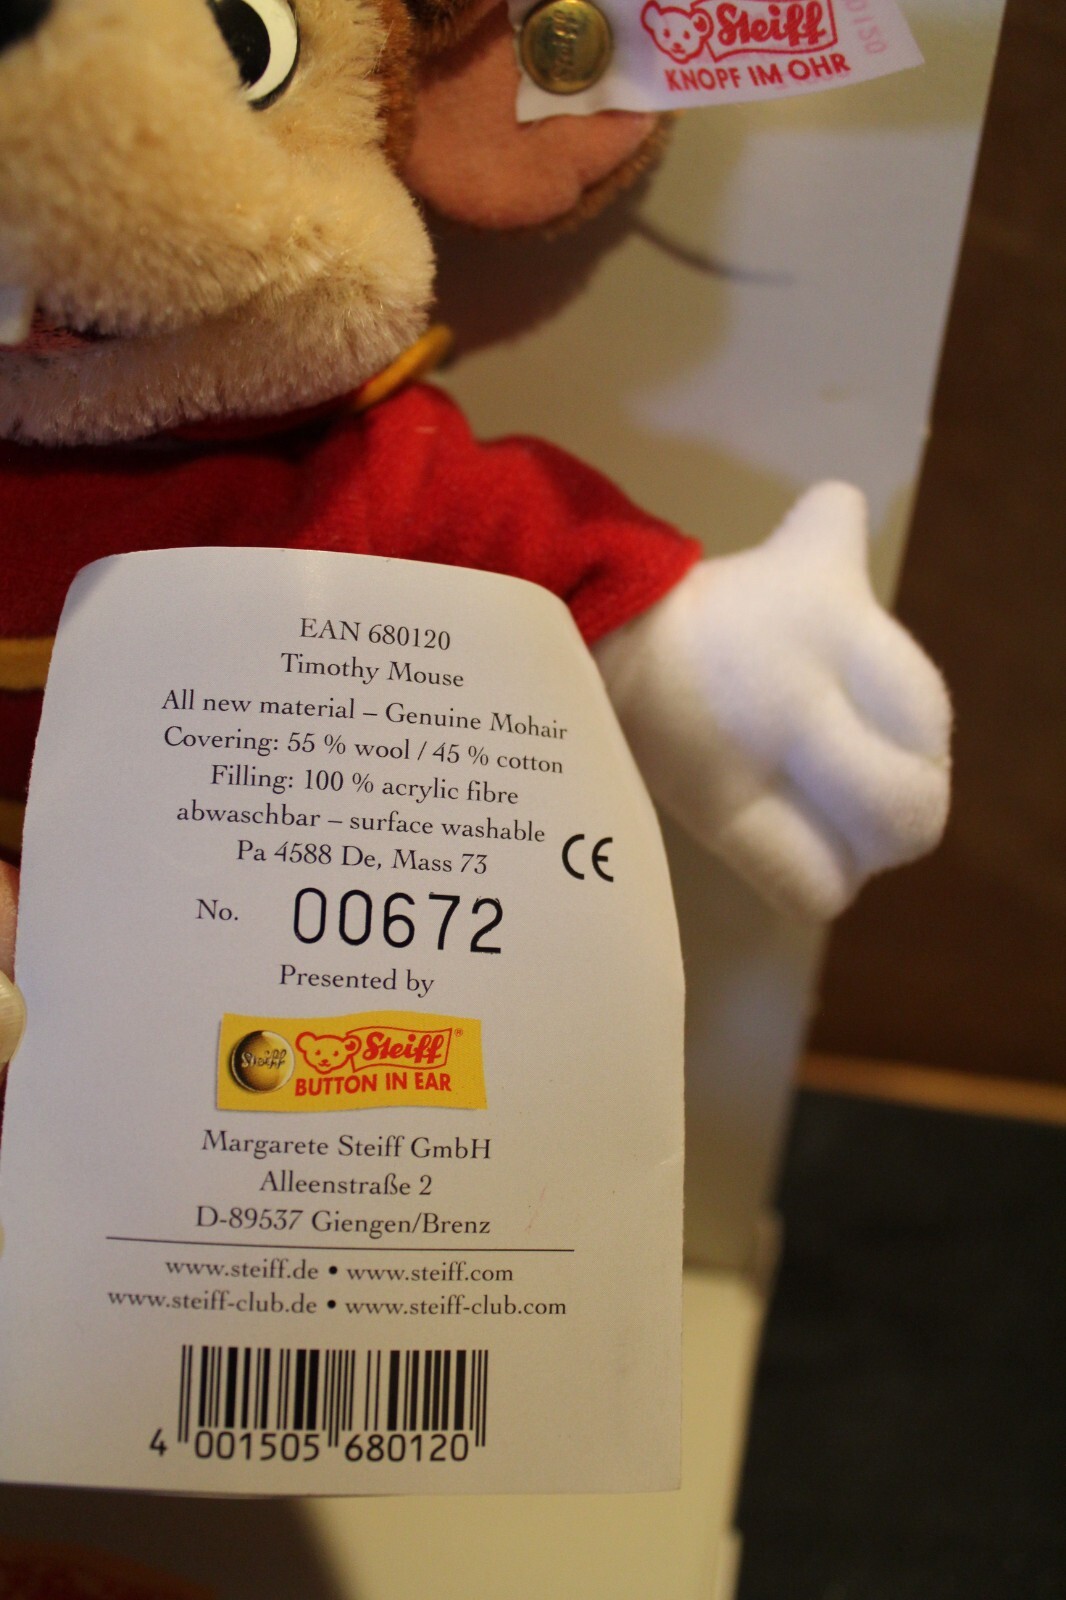 Steiff
Steiff
KNOPF IM OHR
EAN 680120
Timothy Mouse
All new material – Genuine Mohair
Covering: 55 % wool / 45 % cotton
Filling: 100 % acrylic fibre
abwaschbar – surface washable
Pa 4588 De, Mass 73
CE
No. 00672
Presented by
Steiff Steiff®
BUTTON IN EAR
Margarete Steiff GmbH
Alleenstraße 2
D-89537 Giengen/Brenz
www.steiff.de • www.steiff.com
www.steiff-club.de • www.steiff-club.com
4 001505 680120